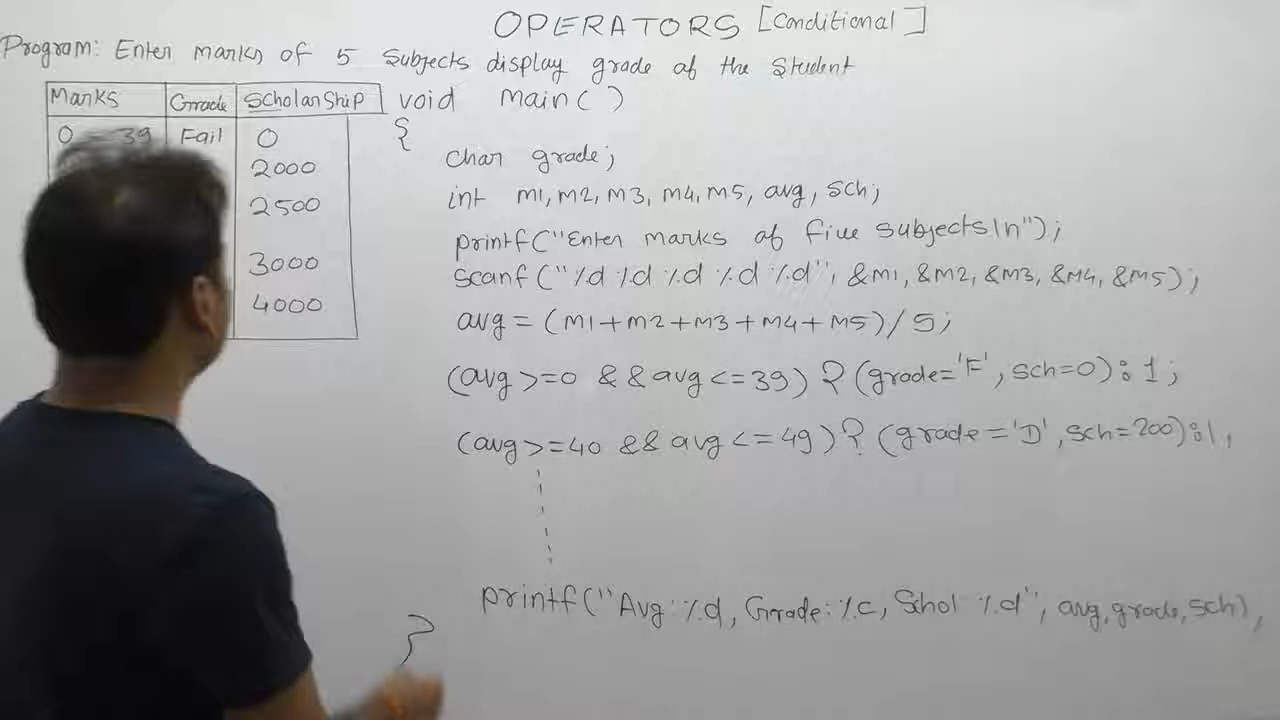 OPERATORS [Conditional]
Program: Enter marks of 5 Subjects display grade of the Student
Marks Grade Scholarship
0 - 39 Fail 0
2000
2500
3000
4000
void main( )
{
char grade;
int m1, m2, m3, m4, m5, avg, sch;
printf("Enter marks of five subjects\n");
scanf("%d %d %d %d %d", &m1, &m2, &m3, &m4, &m5);
avg = (m1+m2+m3+m4+m5)/5;
(avg >=0 && avg <=39) ? (grade='F', sch=0) : 1;
(avg >=40 && avg <=49) ? (grade='D', sch=200) : 1,
printf("Avg: %d, Grade: %c, Schol %d", avg, grade, sch),
}